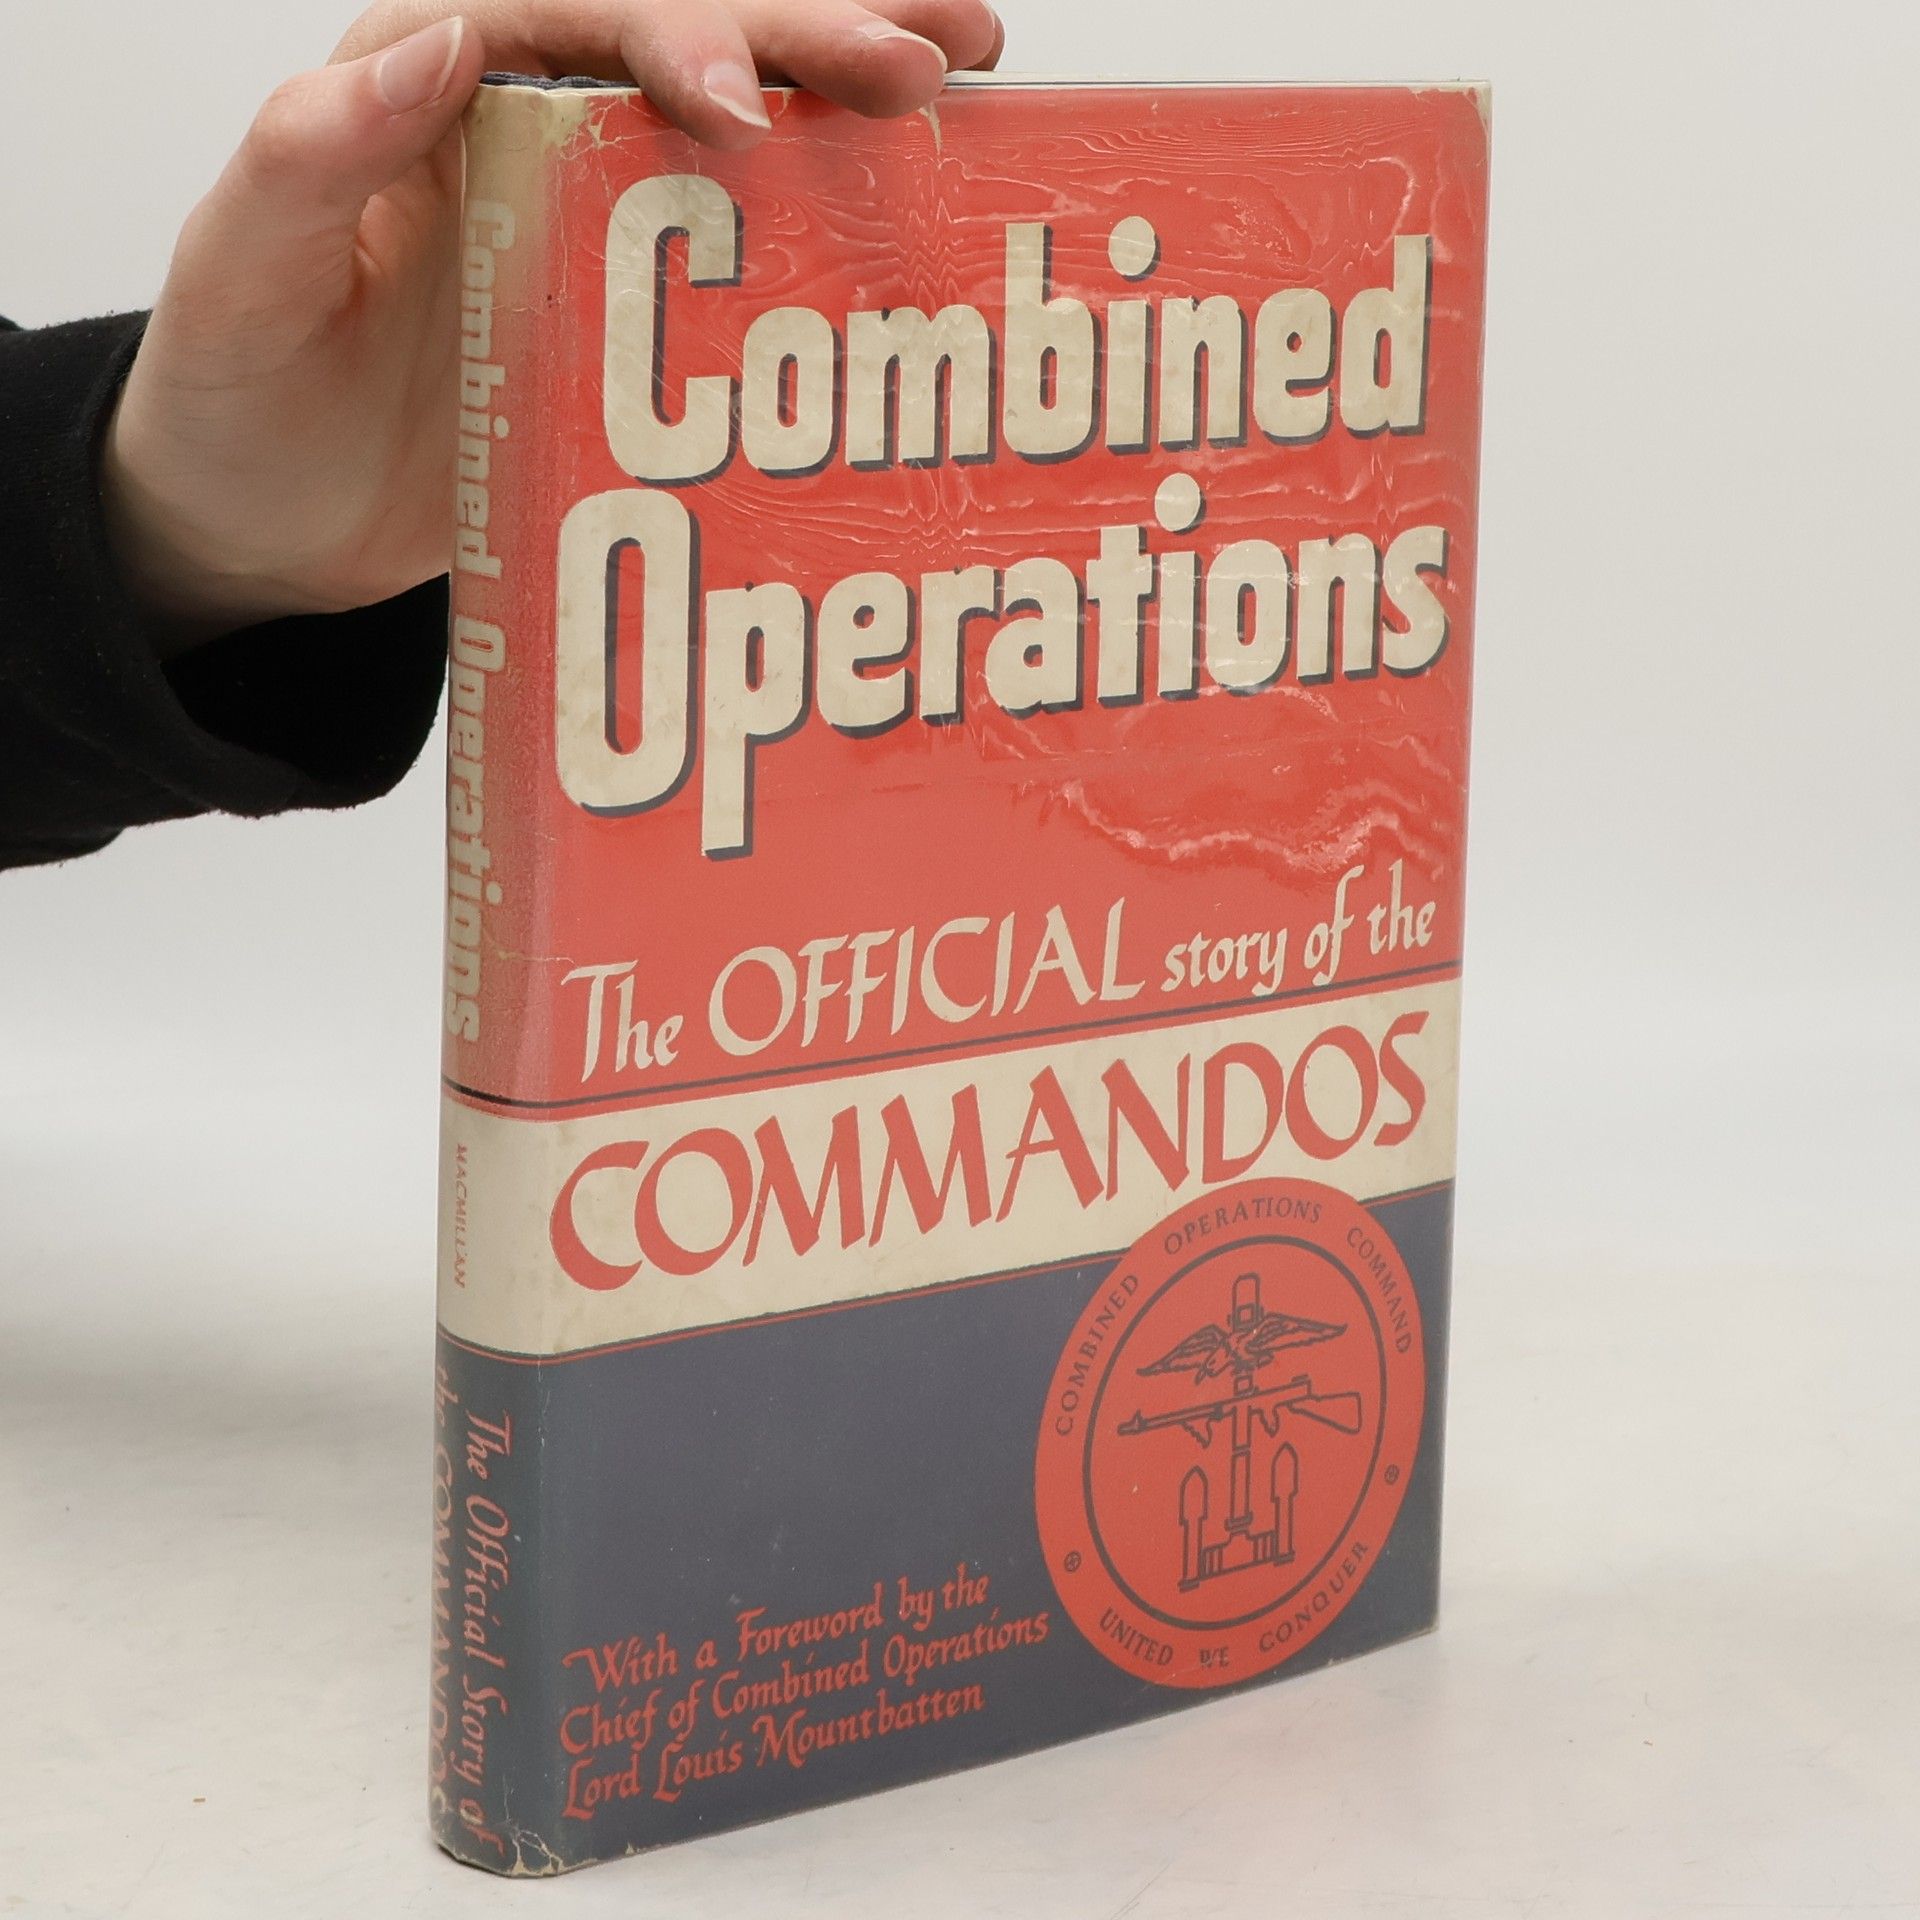 Combined
Operations
The OFFICIAL story of the
COMMANDOS
COMBINED OPERATIONS COMMAND
UNITED WE CONQUER
With a Foreword by the
Chief of Combined Operations
Lord Louis Mountbatten
Combined Operations
MACMILLAN
The Official Story of
the COMMANDOS